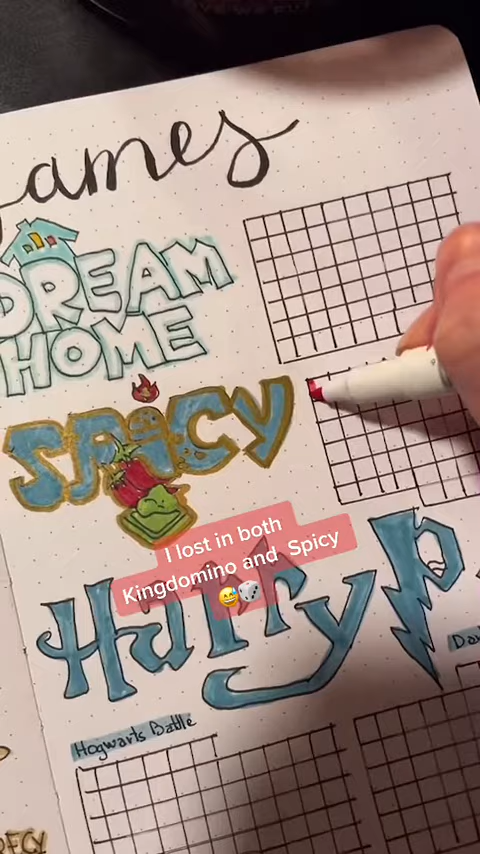 ames
DREAM
HOME
SPICY
I lost in both
Kingdomino and Spicy
😅🎲
Harry P
Hogwarts Battle